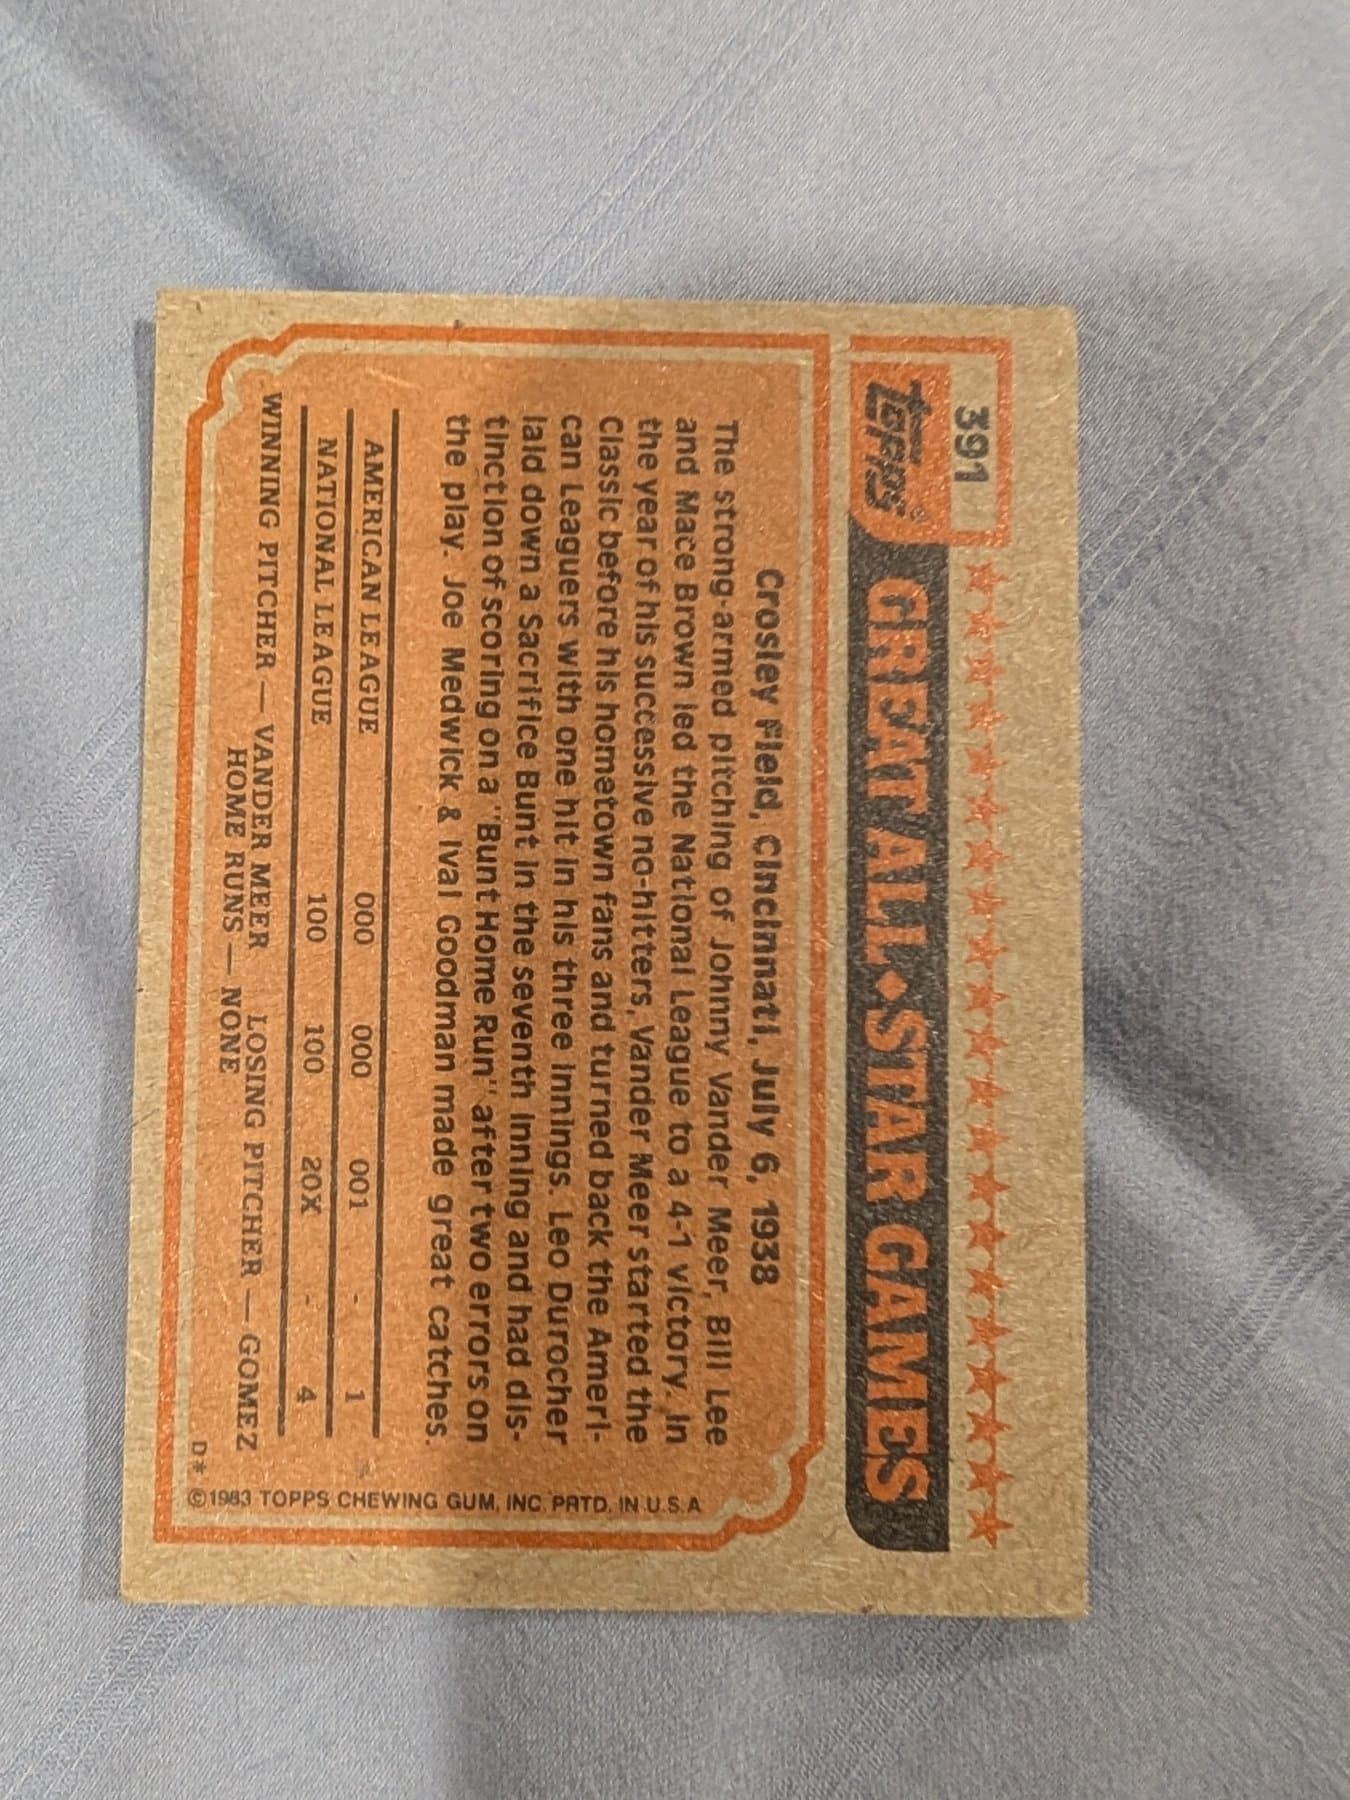 391
topps
GREAT ALL ♦ STAR GAMES
Crosley Field, Cincinnati, July 6, 1938
The strong-armed pitching of Johnny Vander Meer, Bill Lee
and Mace Brown led the National League to a 4-1 victory. In
the year of his successive no-hitters, Vander Meer started the
Classic before his hometown fans and turned back the Ameri-
can Leaguers with one hit in his three innings. Leo Durocher
laid down a Sacrifice Bunt in the seventh inning and had dis-
tinction of scoring on a "Bunt Home Run" after two errors on
the play. Joe Medwick & Ival Goodman made great catches.
AMERICAN LEAGUE 000 000 001 - 1
NATIONAL LEAGUE 100 100 20X - 4
WINNING PITCHER — VANDER MEER LOSING PITCHER — GOMEZ
HOME RUNS — NONE
D*
©1983 TOPPS CHEWING GUM, INC. PRTD. IN U.S.A